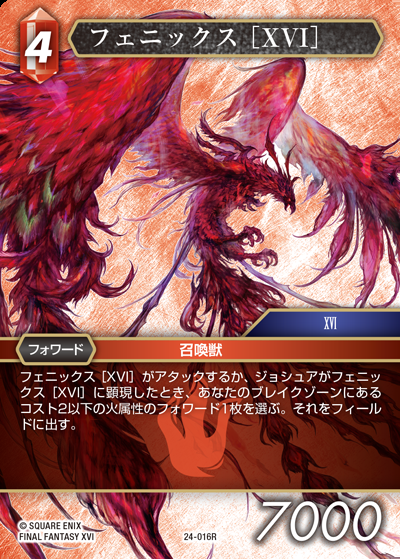 4
フェニックス［XVI］
XVI
フォワード
召喚獣
フェニックス［XVI］がアタックするか、ジョシュアがフェニッ
クス［XVI］に顕現したとき、あなたのブレイクゾーンにある
コスト2以下の火属性のフォワード1枚を選ぶ。それをフィール
ドに出す。
© SQUARE ENIX
FINAL FANTASY XVI
24-016R
7000